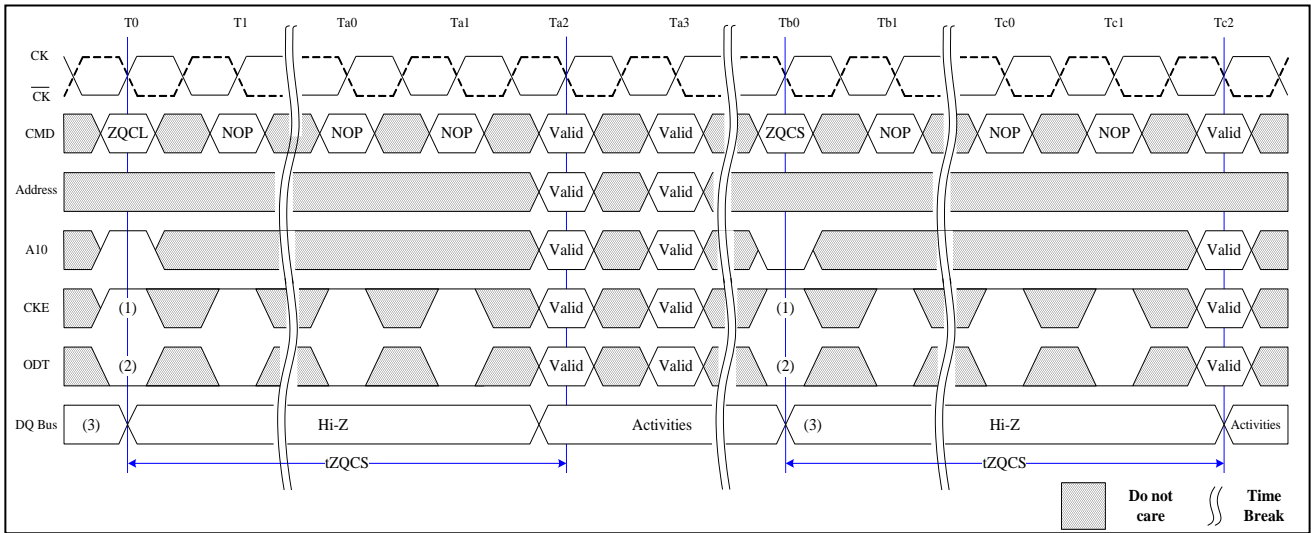 T0 T1 Ta0 Ta1 Ta2 Ta3 Tb0 Tb1 Tc0 Tc1 Tc2
CK
CK
CMD ZQCL NOP NOP NOP Valid Valid ZQCS NOP NOP NOP Valid
Address Valid Valid
A10 Valid Valid Valid
CKE (1) Valid Valid (1) Valid
ODT (2) Valid Valid (2) Valid
DQ Bus (3) Hi-Z Activities (3) Hi-Z Activities
tZQCS tZQCS
Do not care
Time Break